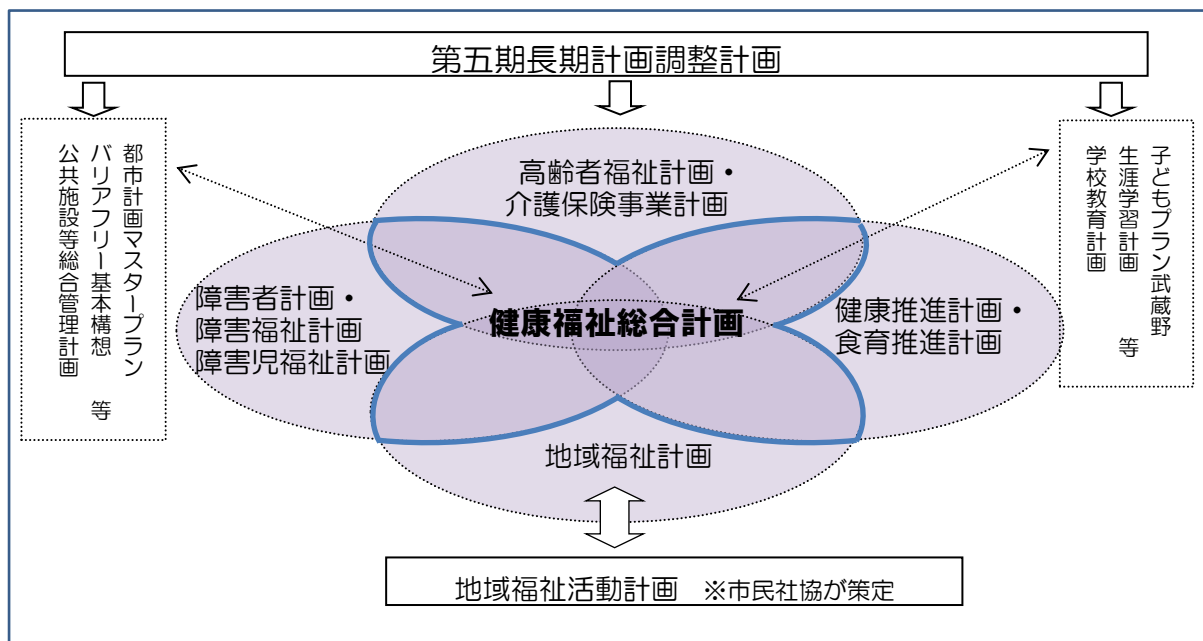 第五期長期計画調整計画
都市計画マスタープラン
バリアフリー基本構想　等
公共施設等総合管理計画
高齢者福祉計画・
介護保険事業計画
子どもプラン武蔵野
生涯学習計画　等
学校教育計画
障害者計画・
障害福祉計画
障害児福祉計画
健康福祉総合計画
健康推進計画・
食育推進計画
地域福祉計画
地域福祉活動計画　※市民社協が策定